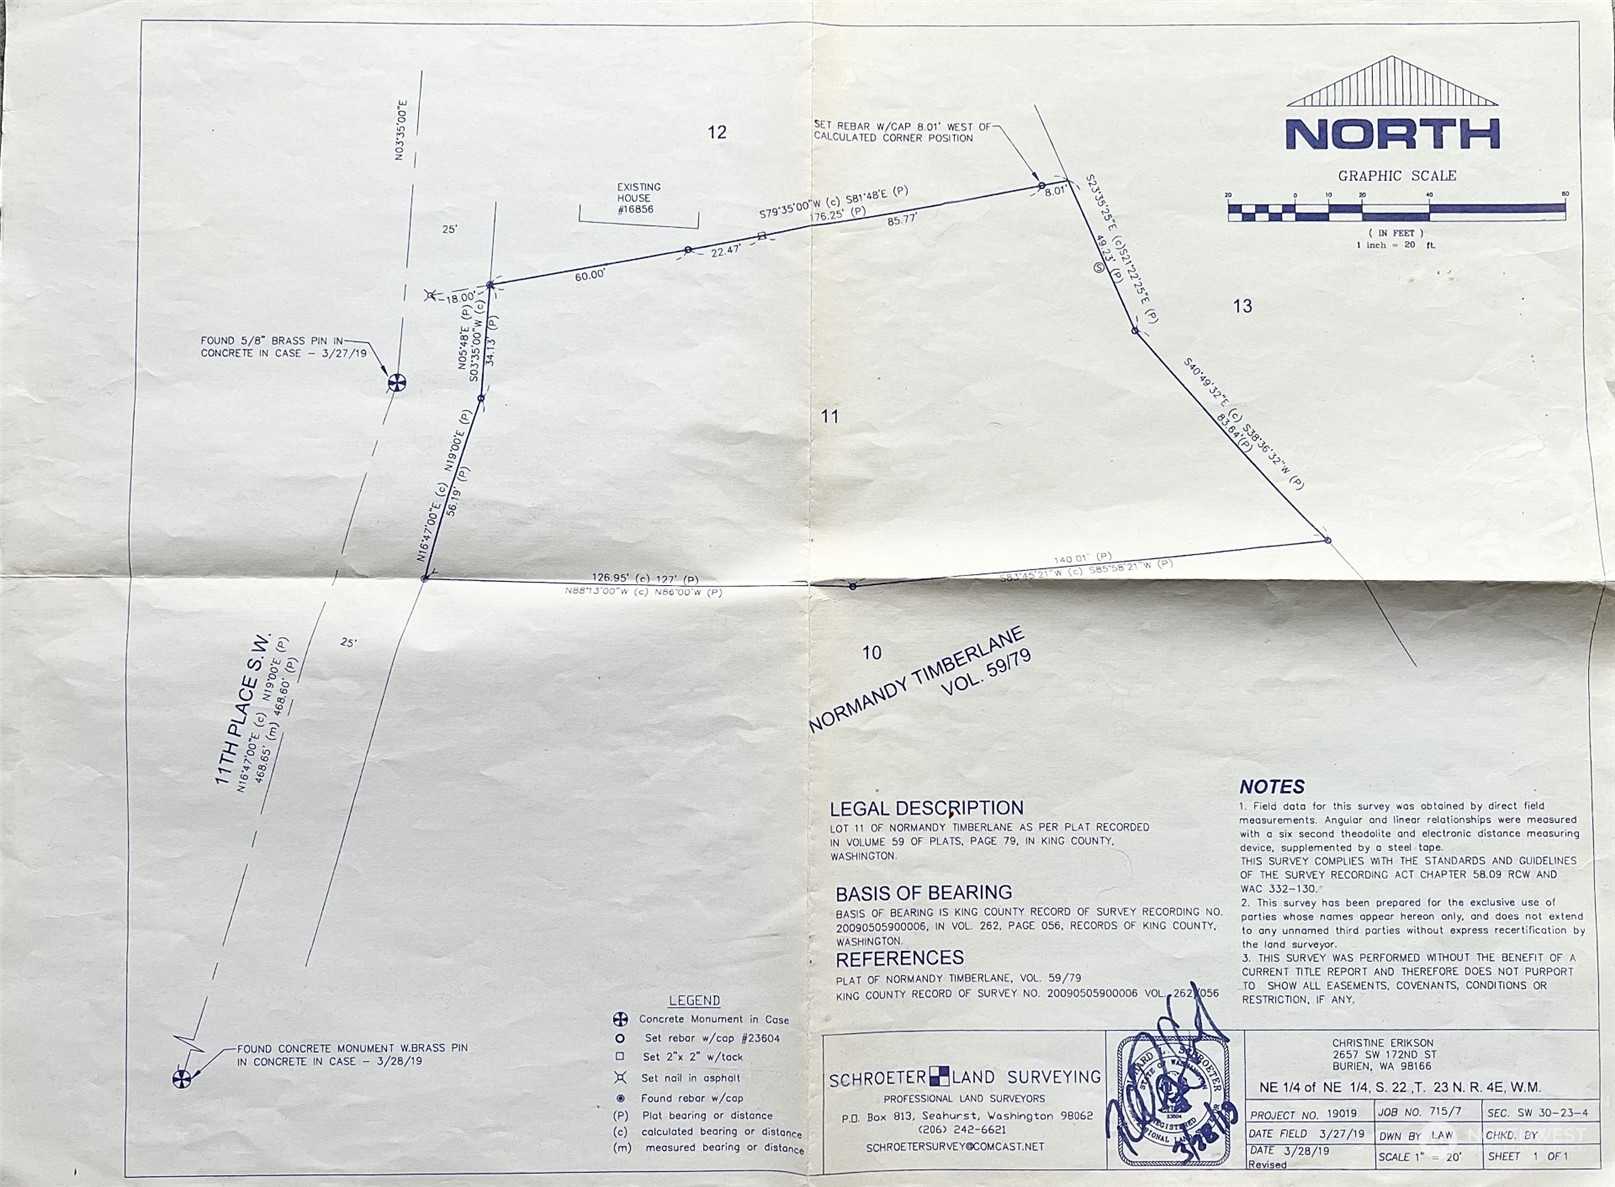 N03°35'00"E
12
SET REBAR W/CAP 8.01' WEST OF
CALCULATED CORNER POSITION
NORTH
GRAPHIC SCALE
20 0 10 20 40 80
( IN FEET )
1 inch = 20 ft.
EXISTING
HOUSE
#16856
25'
S79°35'00"W (c) S81°48'E (P)
176.25' (P)
85.77'
8.01'
22.47'
60.00'
18.00'
S23°35'25"E (c) S21°22'25"E (P)
49.23' (P)
S
13
N05°48'E (P)
S03°35'00"W (c)
34.13' (P)
FOUND 5/8" BRASS PIN IN
CONCRETE IN CASE - 3/27/19
11
S40°49'32"E (c) S38°36'32"W (P)
83.64'(P)
N16°47'00"E (c) N19°00'E (P)
56.19' (P)
126.95' (c) 127' (P)
N88°13'00"W (c) N86°00'W (P)
140.01' (P)
S83°45'21"W (c) S85°58'21"W (P)
25'
11TH PLACE S.W.
N16°47'00"E (c) N19°00'E (P)
468.65' (m) 468.60' (P)
10
NORMANDY TIMBERLANE
VOL. 59/79
LEGAL DESCRIPTION
LOT 11 OF NORMANDY TIMBERLANE AS PER PLAT RECORDED
IN VOLUME 59 OF PLATS, PAGE 79, IN KING COUNTY,
WASHINGTON.
BASIS OF BEARING
BASIS OF BEARING IS KING COUNTY RECORD OF SURVEY RECORDING NO.
20090505900006, IN VOL. 262, PAGE 056, RECORDS OF KING COUNTY,
WASHINGTON.
REFERENCES
PLAT OF NORMANDY TIMBERLANE, VOL. 59/79
KING COUNTY RECORD OF SURVEY NO. 20090505900006 VOL. 262/056
NOTES
1. Field data for this survey was obtained by direct field
measurements. Angular and linear relationships were measured
with a six second theodolite and electronic distance measuring
device, supplemented by a steel tape.
THIS SURVEY COMPLIES WITH THE STANDARDS AND GUIDELINES
OF THE SURVEY RECORDING ACT CHAPTER 58.09 RCW AND
WAC 332-130.
2. This survey has been prepared for the exclusive use of
parties whose names appear hereon only, and does not extend
to any unnamed third parties without express recertification by
the land surveyor.
3. THIS SURVEY WAS PERFORMED WITHOUT THE BENEFIT OF A
CURRENT TITLE REPORT AND THEREFORE DOES NOT PURPORT
TO SHOW ALL EASEMENTS, COVENANTS, CONDITIONS OR
RESTRICTION, IF ANY.
FOUND CONCRETE MONUMENT W.BRASS PIN
IN CONCRETE IN CASE - 3/28/19
LEGEND
Concrete Monument in Case
Set rebar w/cap #23604
Set 2"x 2" w/tack
Set nail in asphalt
Found rebar w/cap
(P) Plat bearing or distance
(c) calculated bearing or distance
(m) measured bearing or distance
SCHROETER LAND SURVEYING
PROFESSIONAL LAND SURVEYORS
P.O. Box 813, Seahurst, Washington 98062
(206) 242-6621
SCHROETERSURVEY@COMCAST.NET
SCHROETER
STATE OF WASHINGTON
23604
REGISTERED
3/28/19
CHRISTINE ERIKSON
2657 SW 172ND ST
BURIEN, WA 98166
NE 1/4 of NE 1/4, S. 22 ,T. 23 N. R. 4E, W.M.
PROJECT NO. 19019 JOB NO. 715/7 SEC. SW 30-23-4
DATE FIELD 3/27/19 DWN BY LAW CHKD. BY
DATE 3/28/19 SCALE 1" = 20' SHEET 1 OF 1
Revised